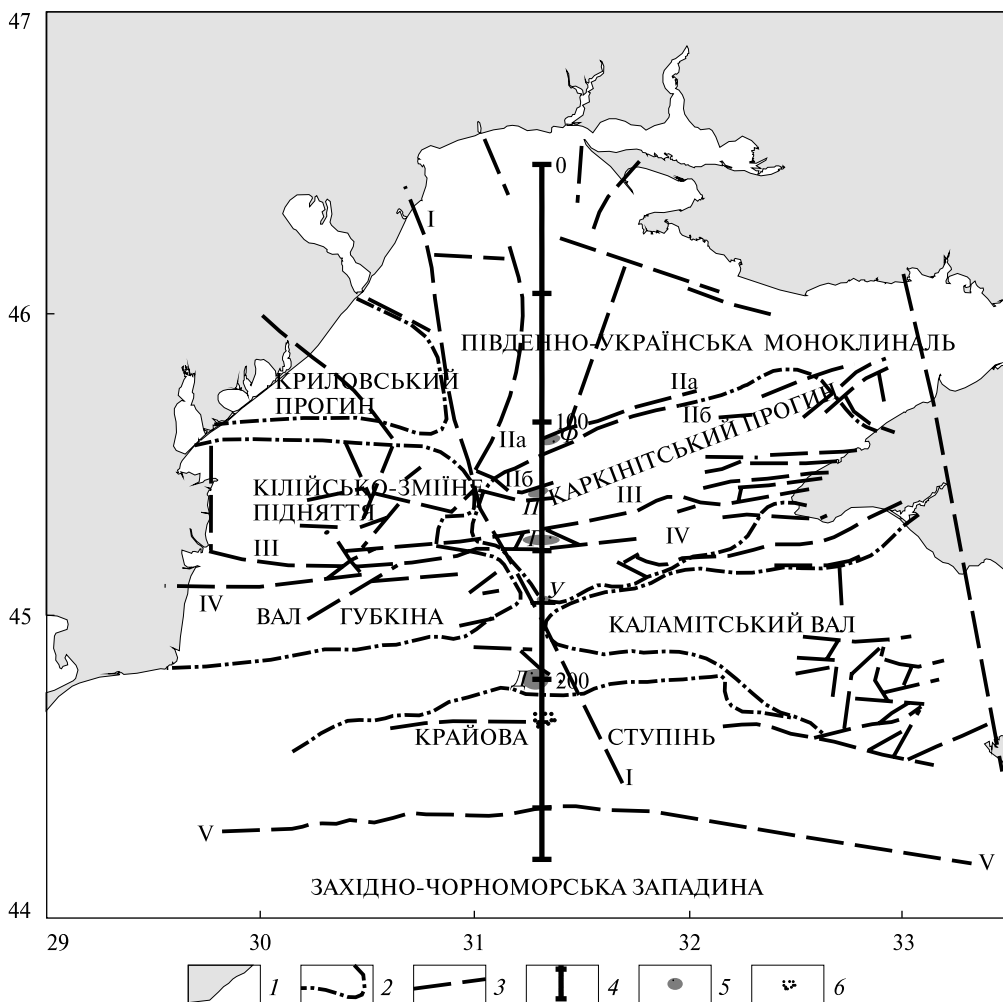 47
0
I
46
ПІВДЕННО-УКРАЇНСЬКА МОНОКЛИНАЛЬ
КРИЛОВСЬКИЙ
ПРОГИН
IIа
IIб
100
Ф
IIа
КАРКІНІТСЬКИЙ ПРОГИН
IIб
КІЛІЙСЬКО-ЗМІЇНЕ
ПІДНЯТТЯ
П
III
Г
IV
III
IV
У
45
ВАЛ ГУБКІНА
КАЛАМІТСЬКИЙ ВАЛ
Д
200
КРАЙОВА СТУПІНЬ
I
V
V
ЗАХІДНО-ЧОРНОМОРСЬКА ЗАПАДИНА
44
29 30 31 32 33
1 2 3 4 5 6